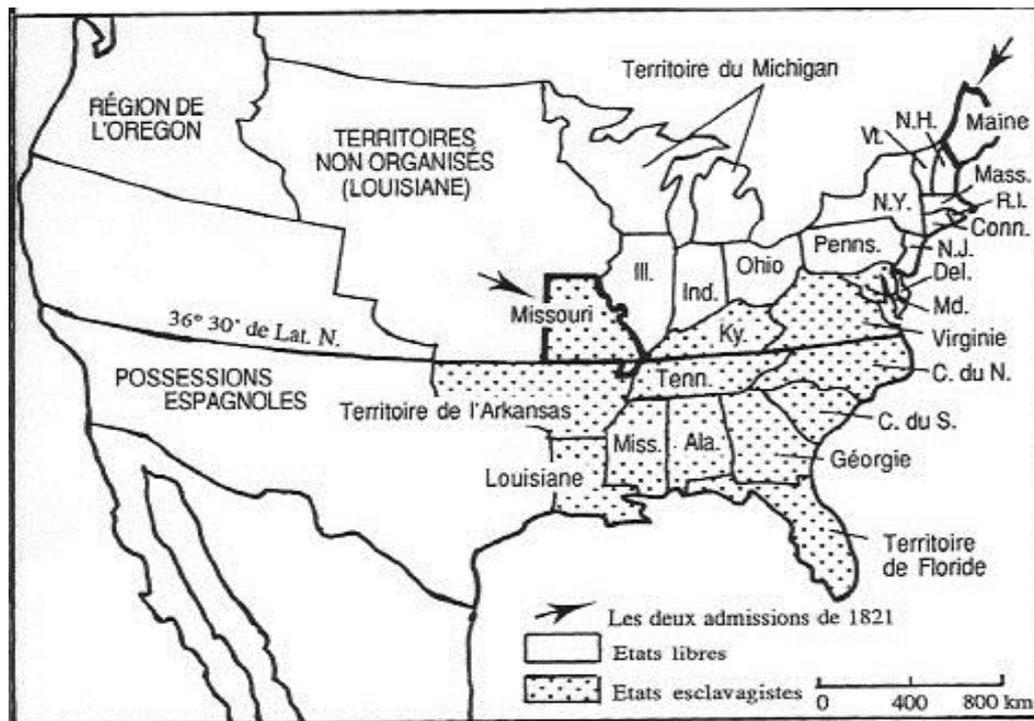 Territoire du Michigan
RÉGION DE
L'OREGON
TERRITOIRES
NON ORGANISÉS
(LOUISIANE)
Vt.
N.H.
Maine
Mass.
R.I.
Conn.
N.Y.
Penns.
N.J.
Del.
Md.
Ill.
Ind.
Ohio
Missouri
Ky.
Virginie
36° 30' de Lat. N.
Tenn.
C. du N.
POSSESSIONS
ESPAGNOLES
Territoire de l'Arkansas
C. du S.
Miss.
Ala.
Géorgie
Louisiane
Territoire
de Floride
Les deux admissions de 1821
Etats libres
Etats esclavagistes
0 400 800 km